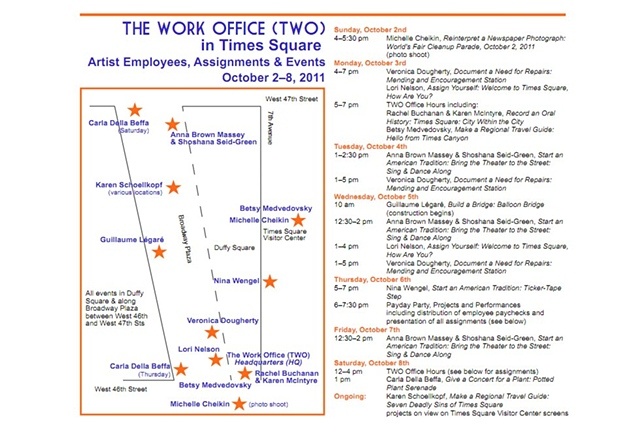 THE WORK OFFICE (TWO)
in Times Square
Artist Employees, Assignments & Events
October 2–8, 2011
West 47th Street
Carla Della Beffa
(Saturday)
Anna Brown Massey
& Shoshana Seid-Green
7th Avenue
Karen Schoellkopf
(various locations)
Broadway Plaza
Betsy Medvedovsky
Michelle Cheikin
Times Square
Visitor Center
Guillaume Légaré
Duffy Square
Nina Wengel
All events in Duffy
Square & along
Broadway Plaza
between West 46th
and West 47th Sts
Veronica Dougherty
Lori Nelson
The Work Office (TWO)
Headquarters (HQ)
Carla Della Beffa
(Thursday)
Rachel Buchanan
& Karen McIntyre
Betsy Medvedovsky
West 46th Street
Michelle Cheikin
(photo shoot)
Sunday, October 2nd
4–5:30 pm Michelle Cheikin, Reinterpret a Newspaper Photograph:
World's Fair Cleanup Parade, October 2, 2011
(photo shoot)
Monday, October 3rd
4–7 pm Veronica Dougherty, Document a Need for Repairs:
Mending and Encouragement Station
Lori Nelson, Assign Yourself: Welcome to Times Square,
How Are You?
5–7 pm TWO Office Hours including:
Rachel Buchanan & Karen McIntyre, Record an Oral
History: Times Square: City Within the City
Betsy Medvedovsky, Make a Regional Travel Guide:
Hello from Times Canyon
Tuesday, October 4th
1–2:30 pm Anna Brown Massey & Shoshana Seid-Green, Start an
American Tradition: Bring the Theater to the Street:
Sing & Dance Along
1–5 pm Veronica Dougherty, Document a Need for Repairs:
Mending and Encouragement Station
Wednesday, October 5th
10 am Guillaume Légaré, Build a Bridge: Balloon Bridge
(construction begins)
12:30–2 pm Anna Brown Massey & Shoshana Seid-Green, Start an
American Tradition: Bring the Theater to the Street:
Sing & Dance Along
1–4 pm Lori Nelson, Assign Yourself: Welcome to Times Square,
How Are You?
1–5 pm Veronica Dougherty, Document a Need for Repairs:
Mending and Encouragement Station
Thursday, October 6th
5–7 pm Nina Wengel, Start an American Tradition: Ticker-Tape
Step
6–7:30 pm Payday Party, Projects and Performances
including distribution of employee paychecks and
presentation of all assignments (see below)
Friday, October 7th
12:30–2 pm Anna Brown Massey & Shoshana Seid-Green, Start an
American Tradition: Bring the Theater to the Street:
Sing & Dance Along
Saturday, October 8th
12–4 pm TWO Office Hours (see below for assignments)
1 pm Carla Della Beffa, Give a Concert for a Plant: Potted
Plant Serenade
Ongoing: Karen Schoellkopf, Make a Regional Travel Guide:
Seven Deadly Sins of Times Square
projects on view on Times Square Visitor Center screens